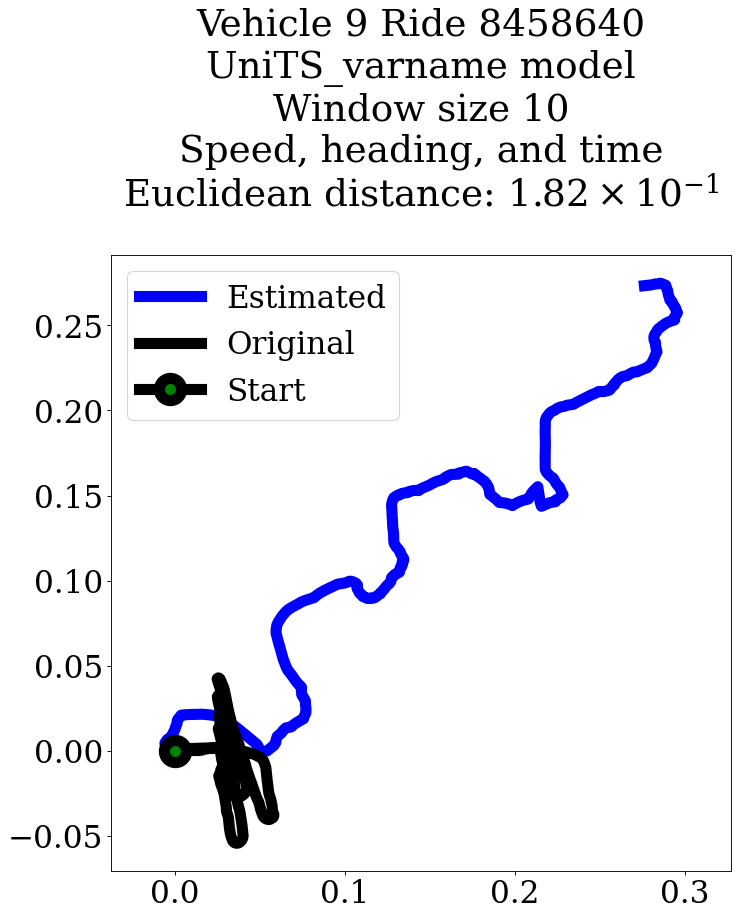 Vehicle 9 Ride 8458640
UniTS_varname model
Window size 10
Speed, heading, and time
Euclidean distance: 1.82 × 10⁻¹
Estimated
Original
Start
0.25
0.20
0.15
0.10
0.05
0.00
−0.05
0.0 0.1 0.2 0.3